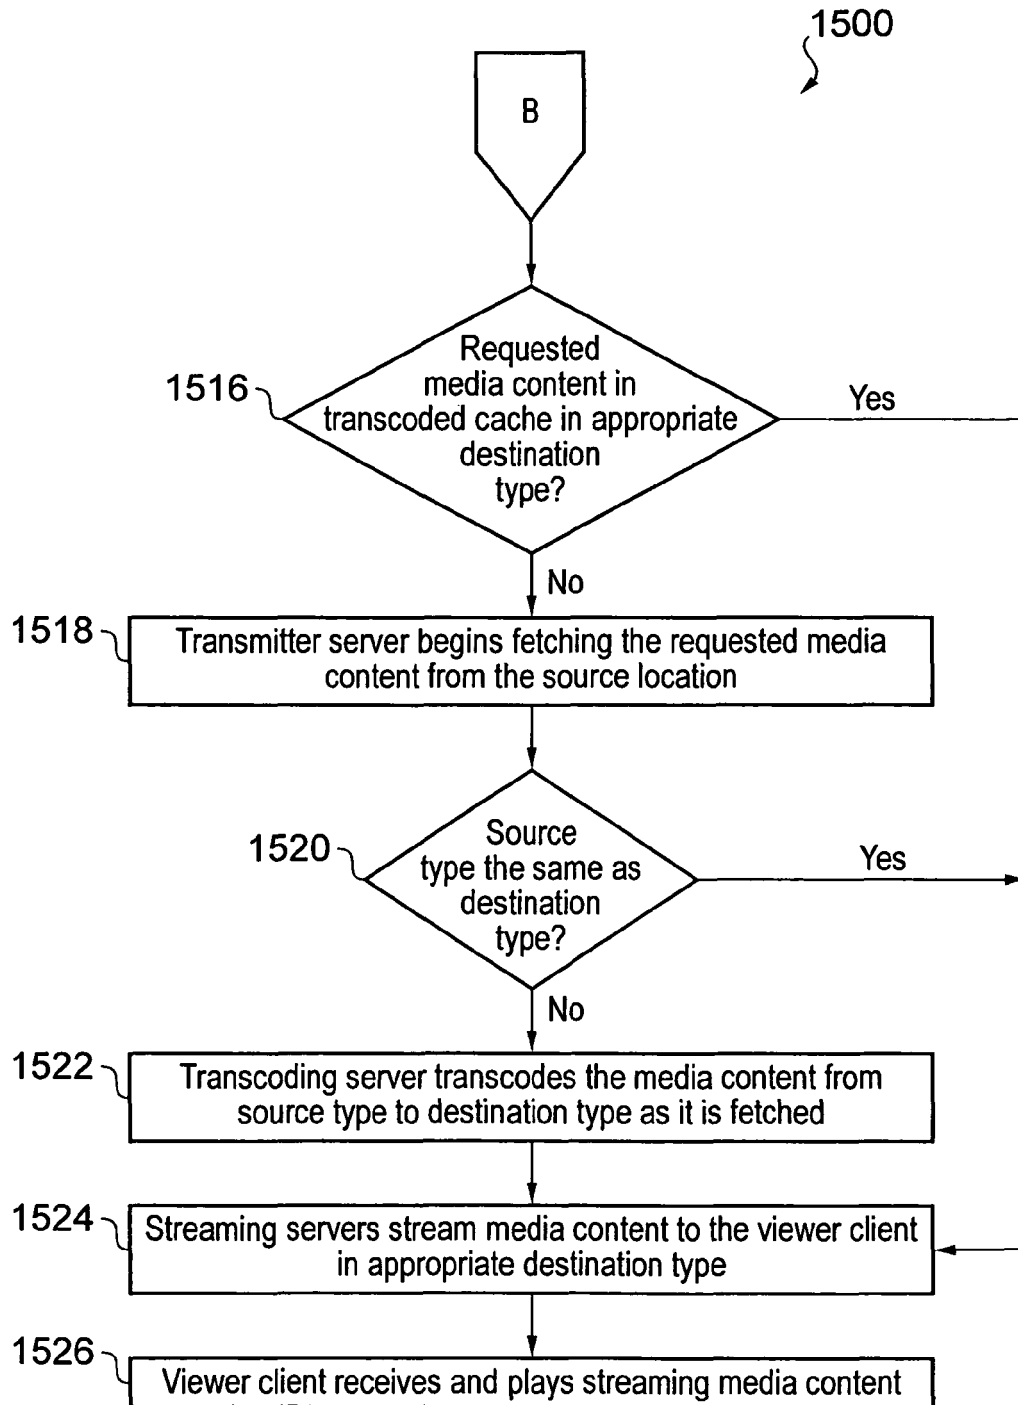 1500
B
1516
Requested
media content in
transcoded cache in appropriate
destination
type?
Yes
No
1518
Transmitter server begins fetching the requested media
content from the source location
1520
Source
type the same as
destination
type?
Yes
No
1522
Transcoding server transcodes the media content from
source type to destination type as it is fetched
1524
Streaming servers stream media content to the viewer client
in appropriate destination type
1526
Viewer client receives and plays streaming media content